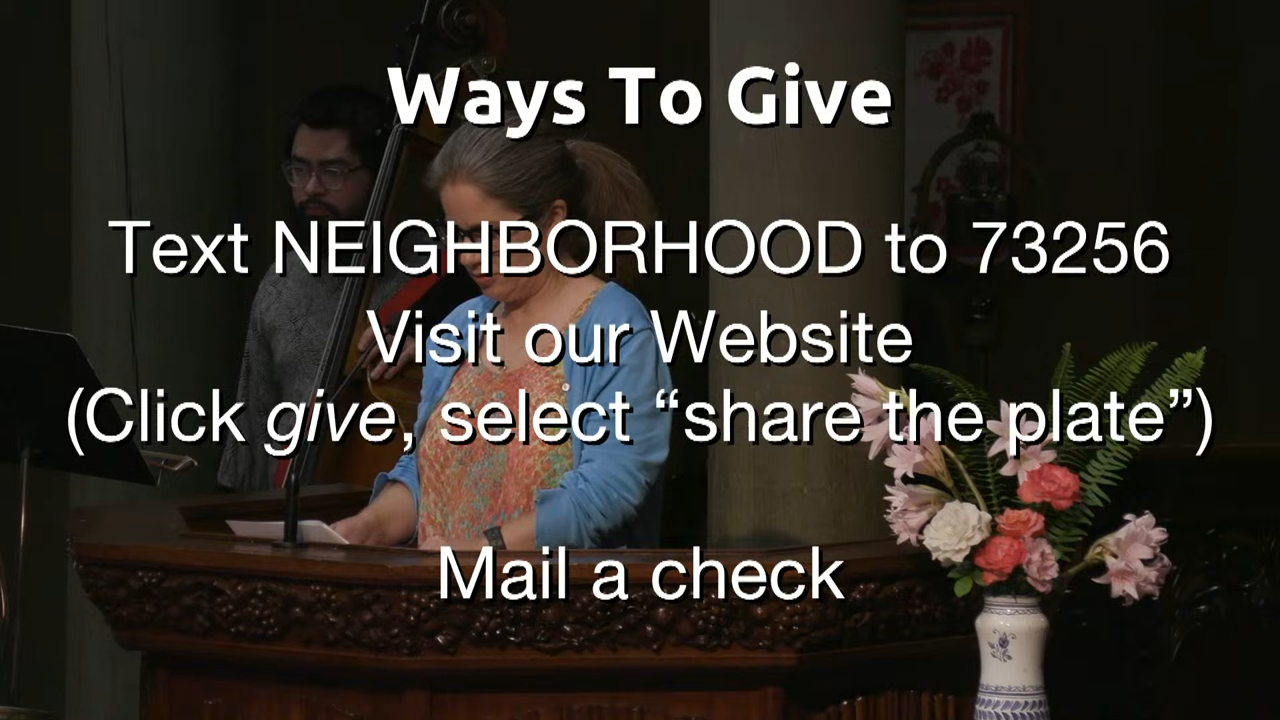 Ways To Give
Text NEIGHBORHOOD to 73256
Visit our Website
(Click give, select “share the plate”)
Mail a check